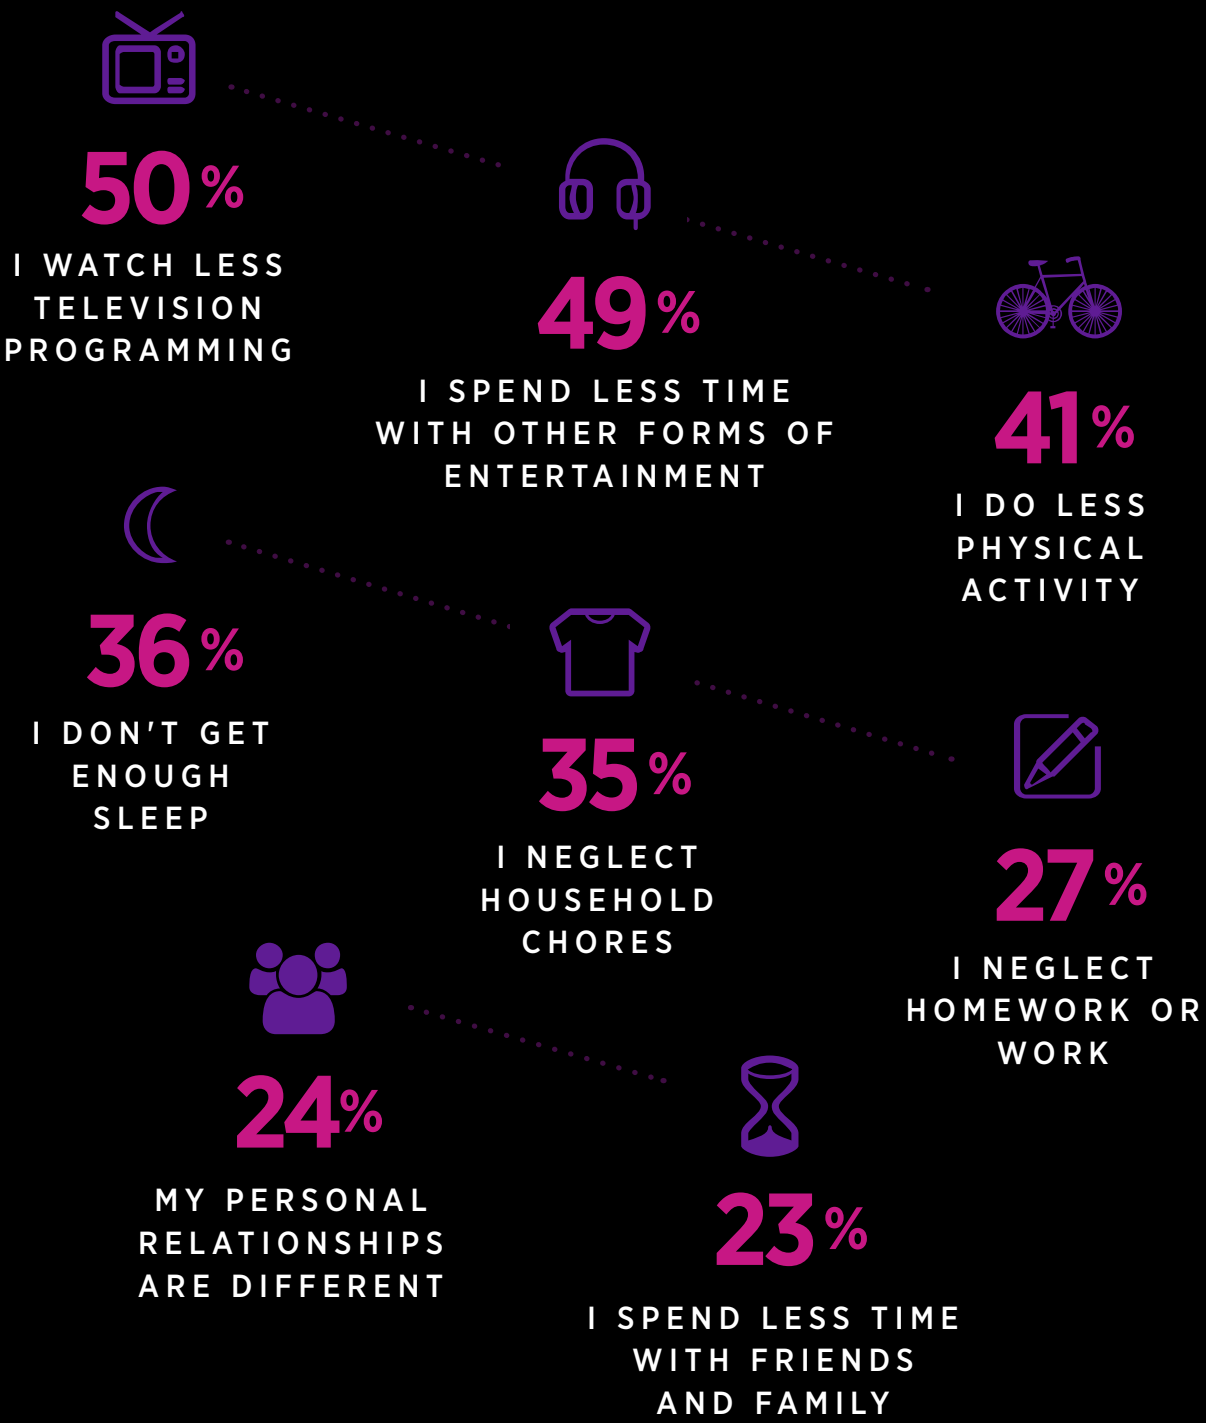 50%
I WATCH LESS
TELEVISION
PROGRAMMING
49%
I SPEND LESS TIME
WITH OTHER FORMS OF
ENTERTAINMENT
41%
I DO LESS
PHYSICAL
ACTIVITY
36%
I DON'T GET
ENOUGH
SLEEP
35%
I NEGLECT
HOUSEHOLD
CHORES
27%
I NEGLECT
HOMEWORK OR
WORK
24%
MY PERSONAL
RELATIONSHIPS
ARE DIFFERENT
23%
I SPEND LESS TIME
WITH FRIENDS
AND FAMILY